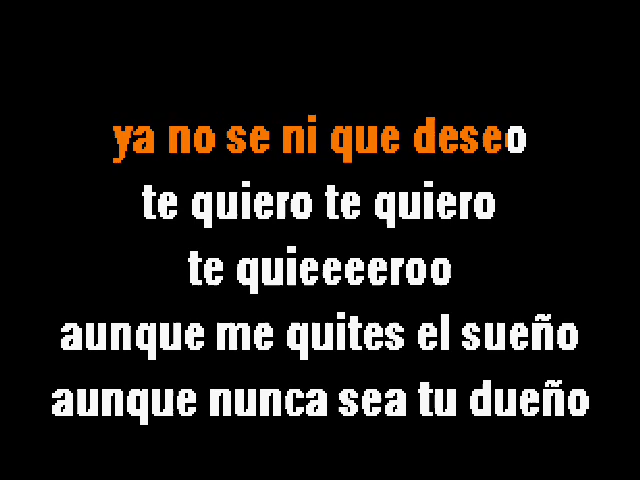 ya no se ni que deseo
te quiero te quiero
te quieeeeroo
aunque me quites el sueño
aunque nunca sea tu dueño